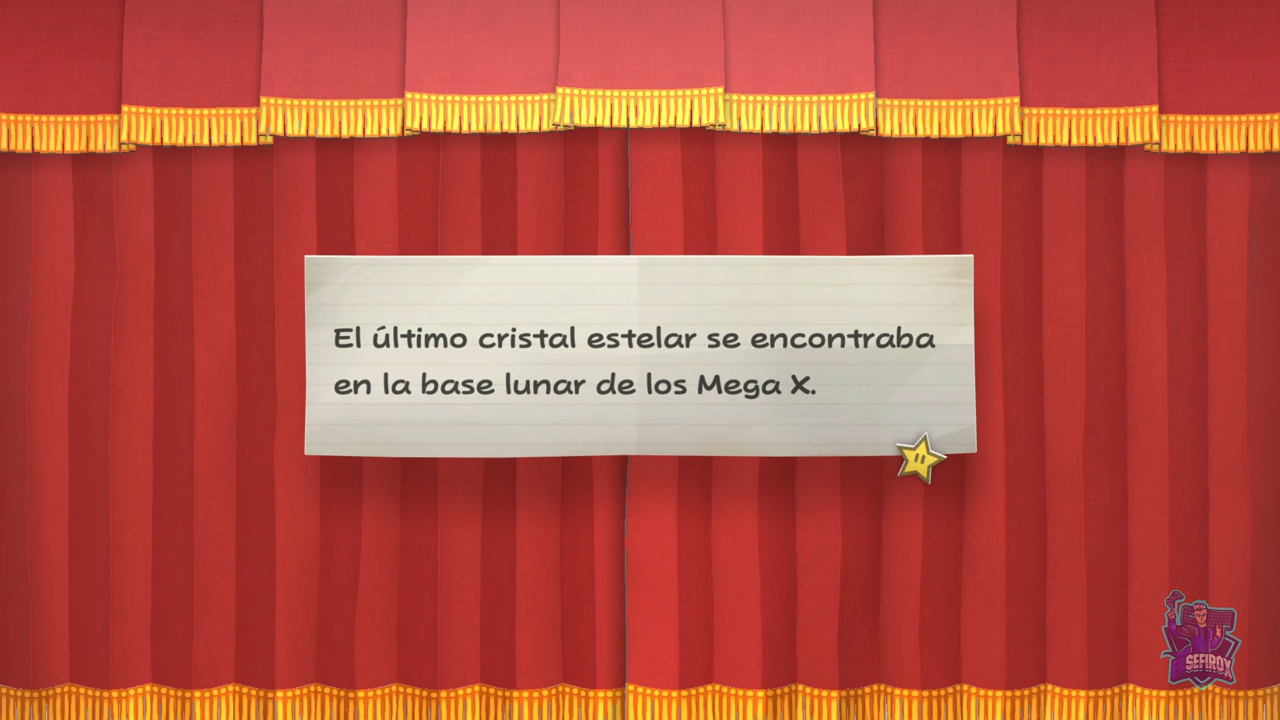 El último cristal estelar se encontraba
en la base lunar de los Mega X.
SEFIROX